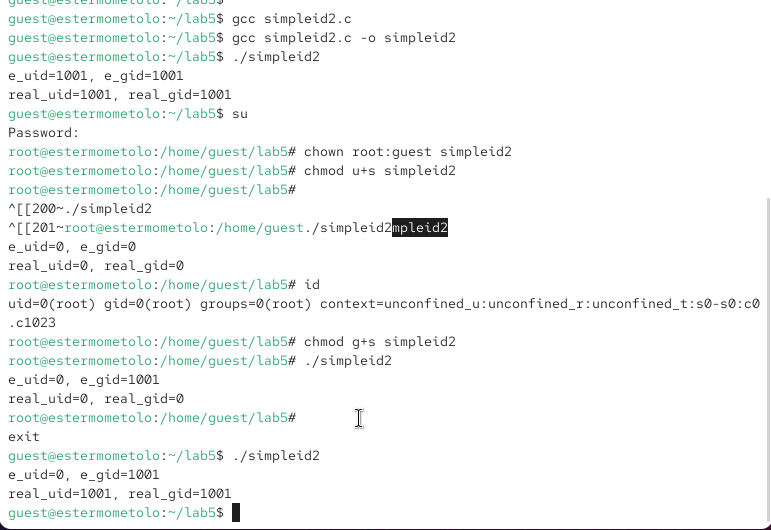 guest@estermometolo:~/lab5$
guest@estermometolo:~/lab5$ gcc simpleid2.c
guest@estermometolo:~/lab5$ gcc simpleid2.c -o simpleid2
guest@estermometolo:~/lab5$ ./simpleid2
e_uid=1001, e_gid=1001
real_uid=1001, real_gid=1001
guest@estermometolo:~/lab5$ su
Password:
root@estermometolo:/home/guest/lab5# chown root:guest simpleid2
root@estermometolo:/home/guest/lab5# chmod u+s simpleid2
root@estermometolo:/home/guest/lab5#
^[[200~./simpleid2
^[[201~root@estermometolo:/home/guest./simpleid2mpleid2
e_uid=0, e_gid=0
real_uid=0, real_gid=0
root@estermometolo:/home/guest/lab5# id
uid=0(root) gid=0(root) groups=0(root) context=unconfined_u:unconfined_r:unconfined_t:s0-s0:c0
.c1023
root@estermometolo:/home/guest/lab5# chmod g+s simpleid2
root@estermometolo:/home/guest/lab5# ./simpleid2
e_uid=0, e_gid=1001
real_uid=0, real_gid=0
root@estermometolo:/home/guest/lab5#
exit
guest@estermometolo:~/lab5$ ./simpleid2
e_uid=0, e_gid=1001
real_uid=1001, real_gid=1001
guest@estermometolo:~/lab5$